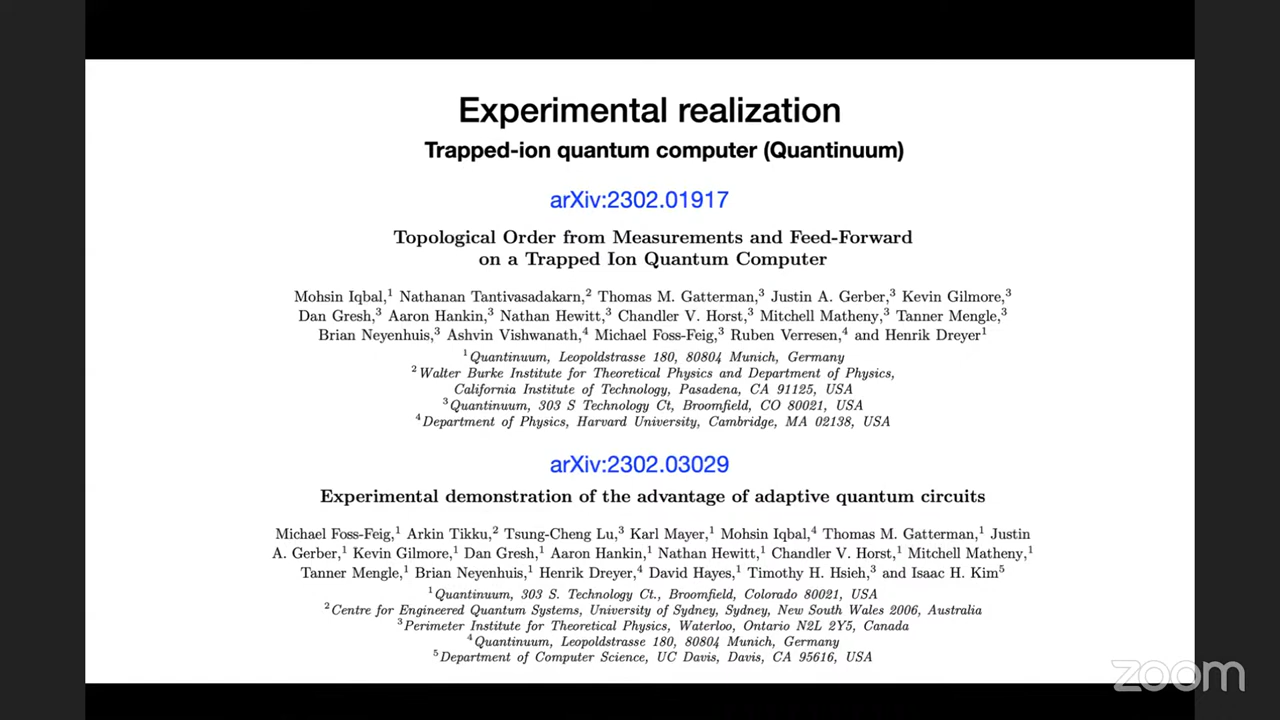 Experimental realization
Trapped-ion quantum computer (Quantinuum)
arXiv:2302.01917
Topological Order from Measurements and Feed-Forward
on a Trapped Ion Quantum Computer
Mohsin Iqbal,¹ Nathanan Tantivasadakarn,² Thomas M. Gatterman,³ Justin A. Gerber,³ Kevin Gilmore,³
Dan Gresh,³ Aaron Hankin,³ Nathan Hewitt,³ Chandler V. Horst,³ Mitchell Matheny,³ Tanner Mengle,³
Brian Neyenhuis,³ Ashvin Vishwanath,⁴ Michael Foss-Feig,³ Ruben Verresen,⁴ and Henrik Dreyer¹
¹Quantinuum, Leopoldstrasse 180, 80804 Munich, Germany
²Walter Burke Institute for Theoretical Physics and Department of Physics,
California Institute of Technology, Pasadena, CA 91125, USA
³Quantinuum, 303 S Technology Ct, Broomfield, CO 80021, USA
⁴Department of Physics, Harvard University, Cambridge, MA 02138, USA
arXiv:2302.03029
Experimental demonstration of the advantage of adaptive quantum circuits
Michael Foss-Feig,¹ Arkin Tikku,² Tsung-Cheng Lu,³ Karl Mayer,¹ Mohsin Iqbal,⁴ Thomas M. Gatterman,¹ Justin
A. Gerber,¹ Kevin Gilmore,¹ Dan Gresh,¹ Aaron Hankin,¹ Nathan Hewitt,¹ Chandler V. Horst,¹ Mitchell Matheny,¹
Tanner Mengle,¹ Brian Neyenhuis,¹ Henrik Dreyer,⁴ David Hayes,¹ Timothy H. Hsieh,³ and Isaac H. Kim⁵
¹Quantinuum, 303 S. Technology Ct., Broomfield, Colorado 80021, USA
²Centre for Engineered Quantum Systems, University of Sydney, Sydney, New South Wales 2006, Australia
³Perimeter Institute for Theoretical Physics, Waterloo, Ontario N2L 2Y5, Canada
⁴Quantinuum, Leopoldstrasse 180, 80804 Munich, Germany
⁵Department of Computer Science, UC Davis, Davis, CA 95616, USA
zoom